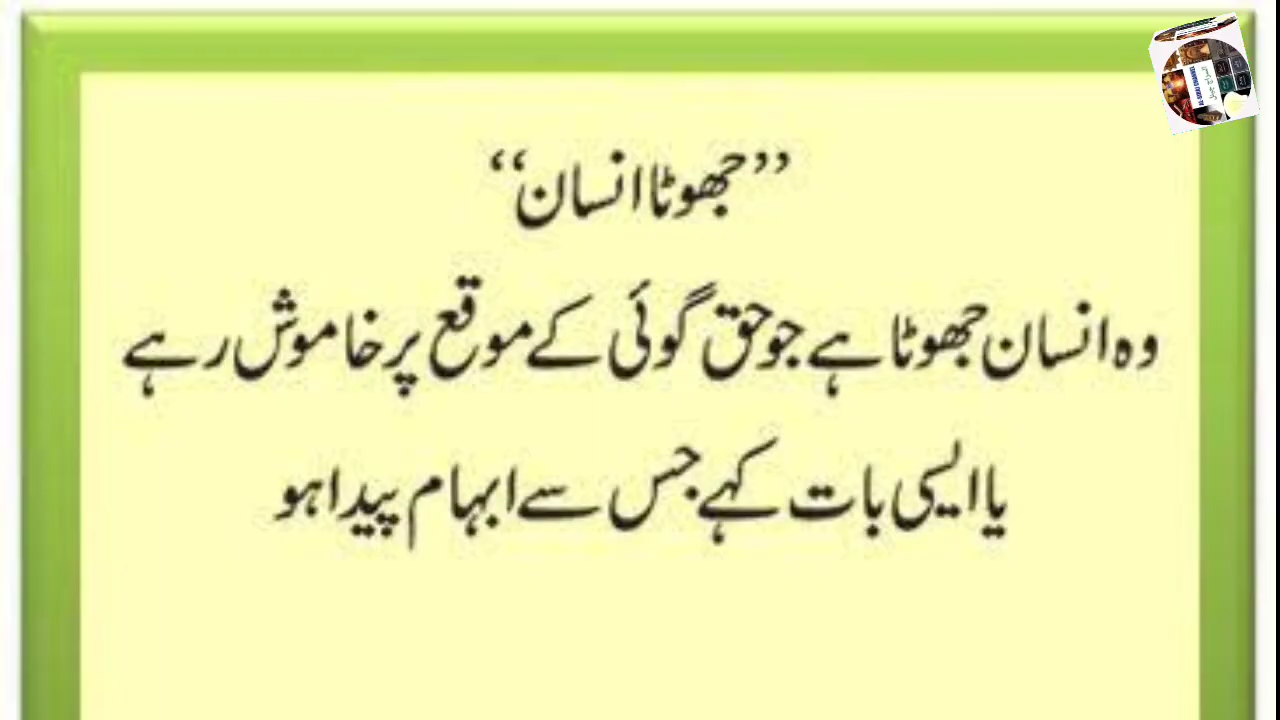 ’’جھوٹا انسان‘‘
وہ انسان جھوٹا ہے جو حق گوئی کے موقع پر خاموش رہے
یا ایسی بات کہے جس سے ابہام پیدا ہو